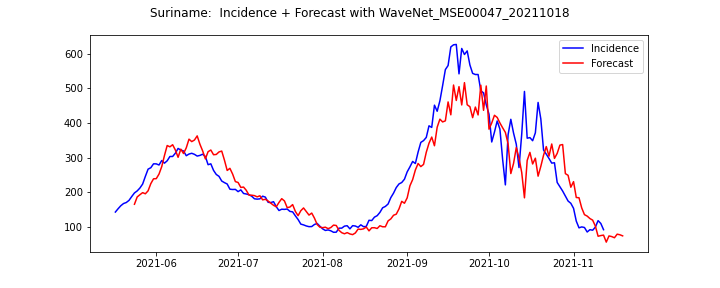 Suriname:  Incidence + Forecast with WaveNet_MSE00047_20211018
Incidence
Forecast
600
500
400
300
200
100
2021-06 2021-07 2021-08 2021-09 2021-10 2021-11